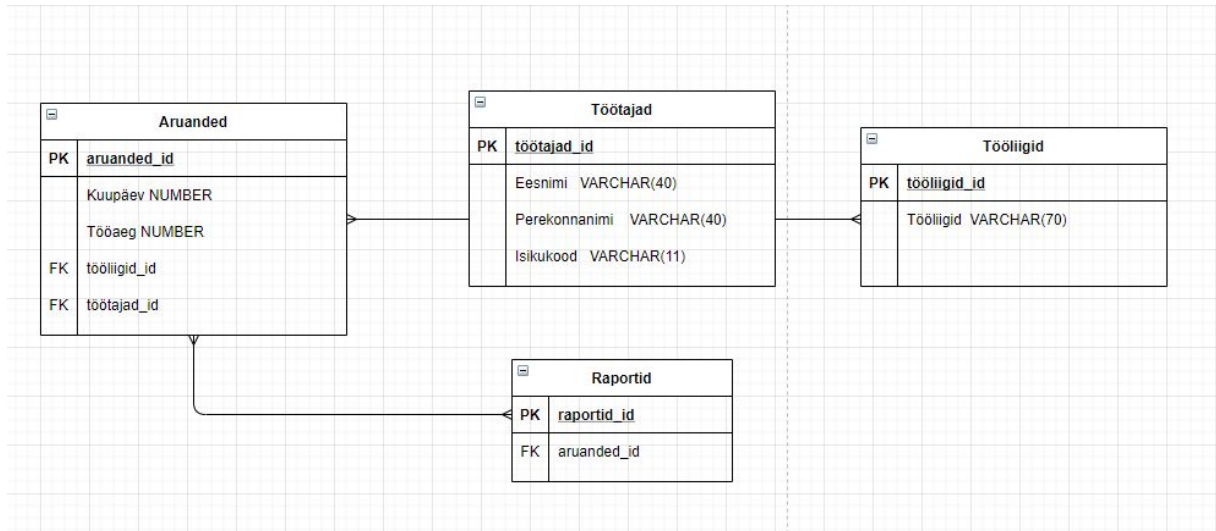 Aruanded
PK aruanded_id
Kuupäev NUMBER
Tööaeg NUMBER
FK tööliigid_id
FK töötajad_id
Töötajad
PK töötajad_id
Eesnimi VARCHAR(40)
Perekonnanimi VARCHAR(40)
Isikukood VARCHAR(11)
Tööliigid
PK tööliigid_id
Tööliigid VARCHAR(70)
Raportid
PK raportid_id
FK aruanded_id